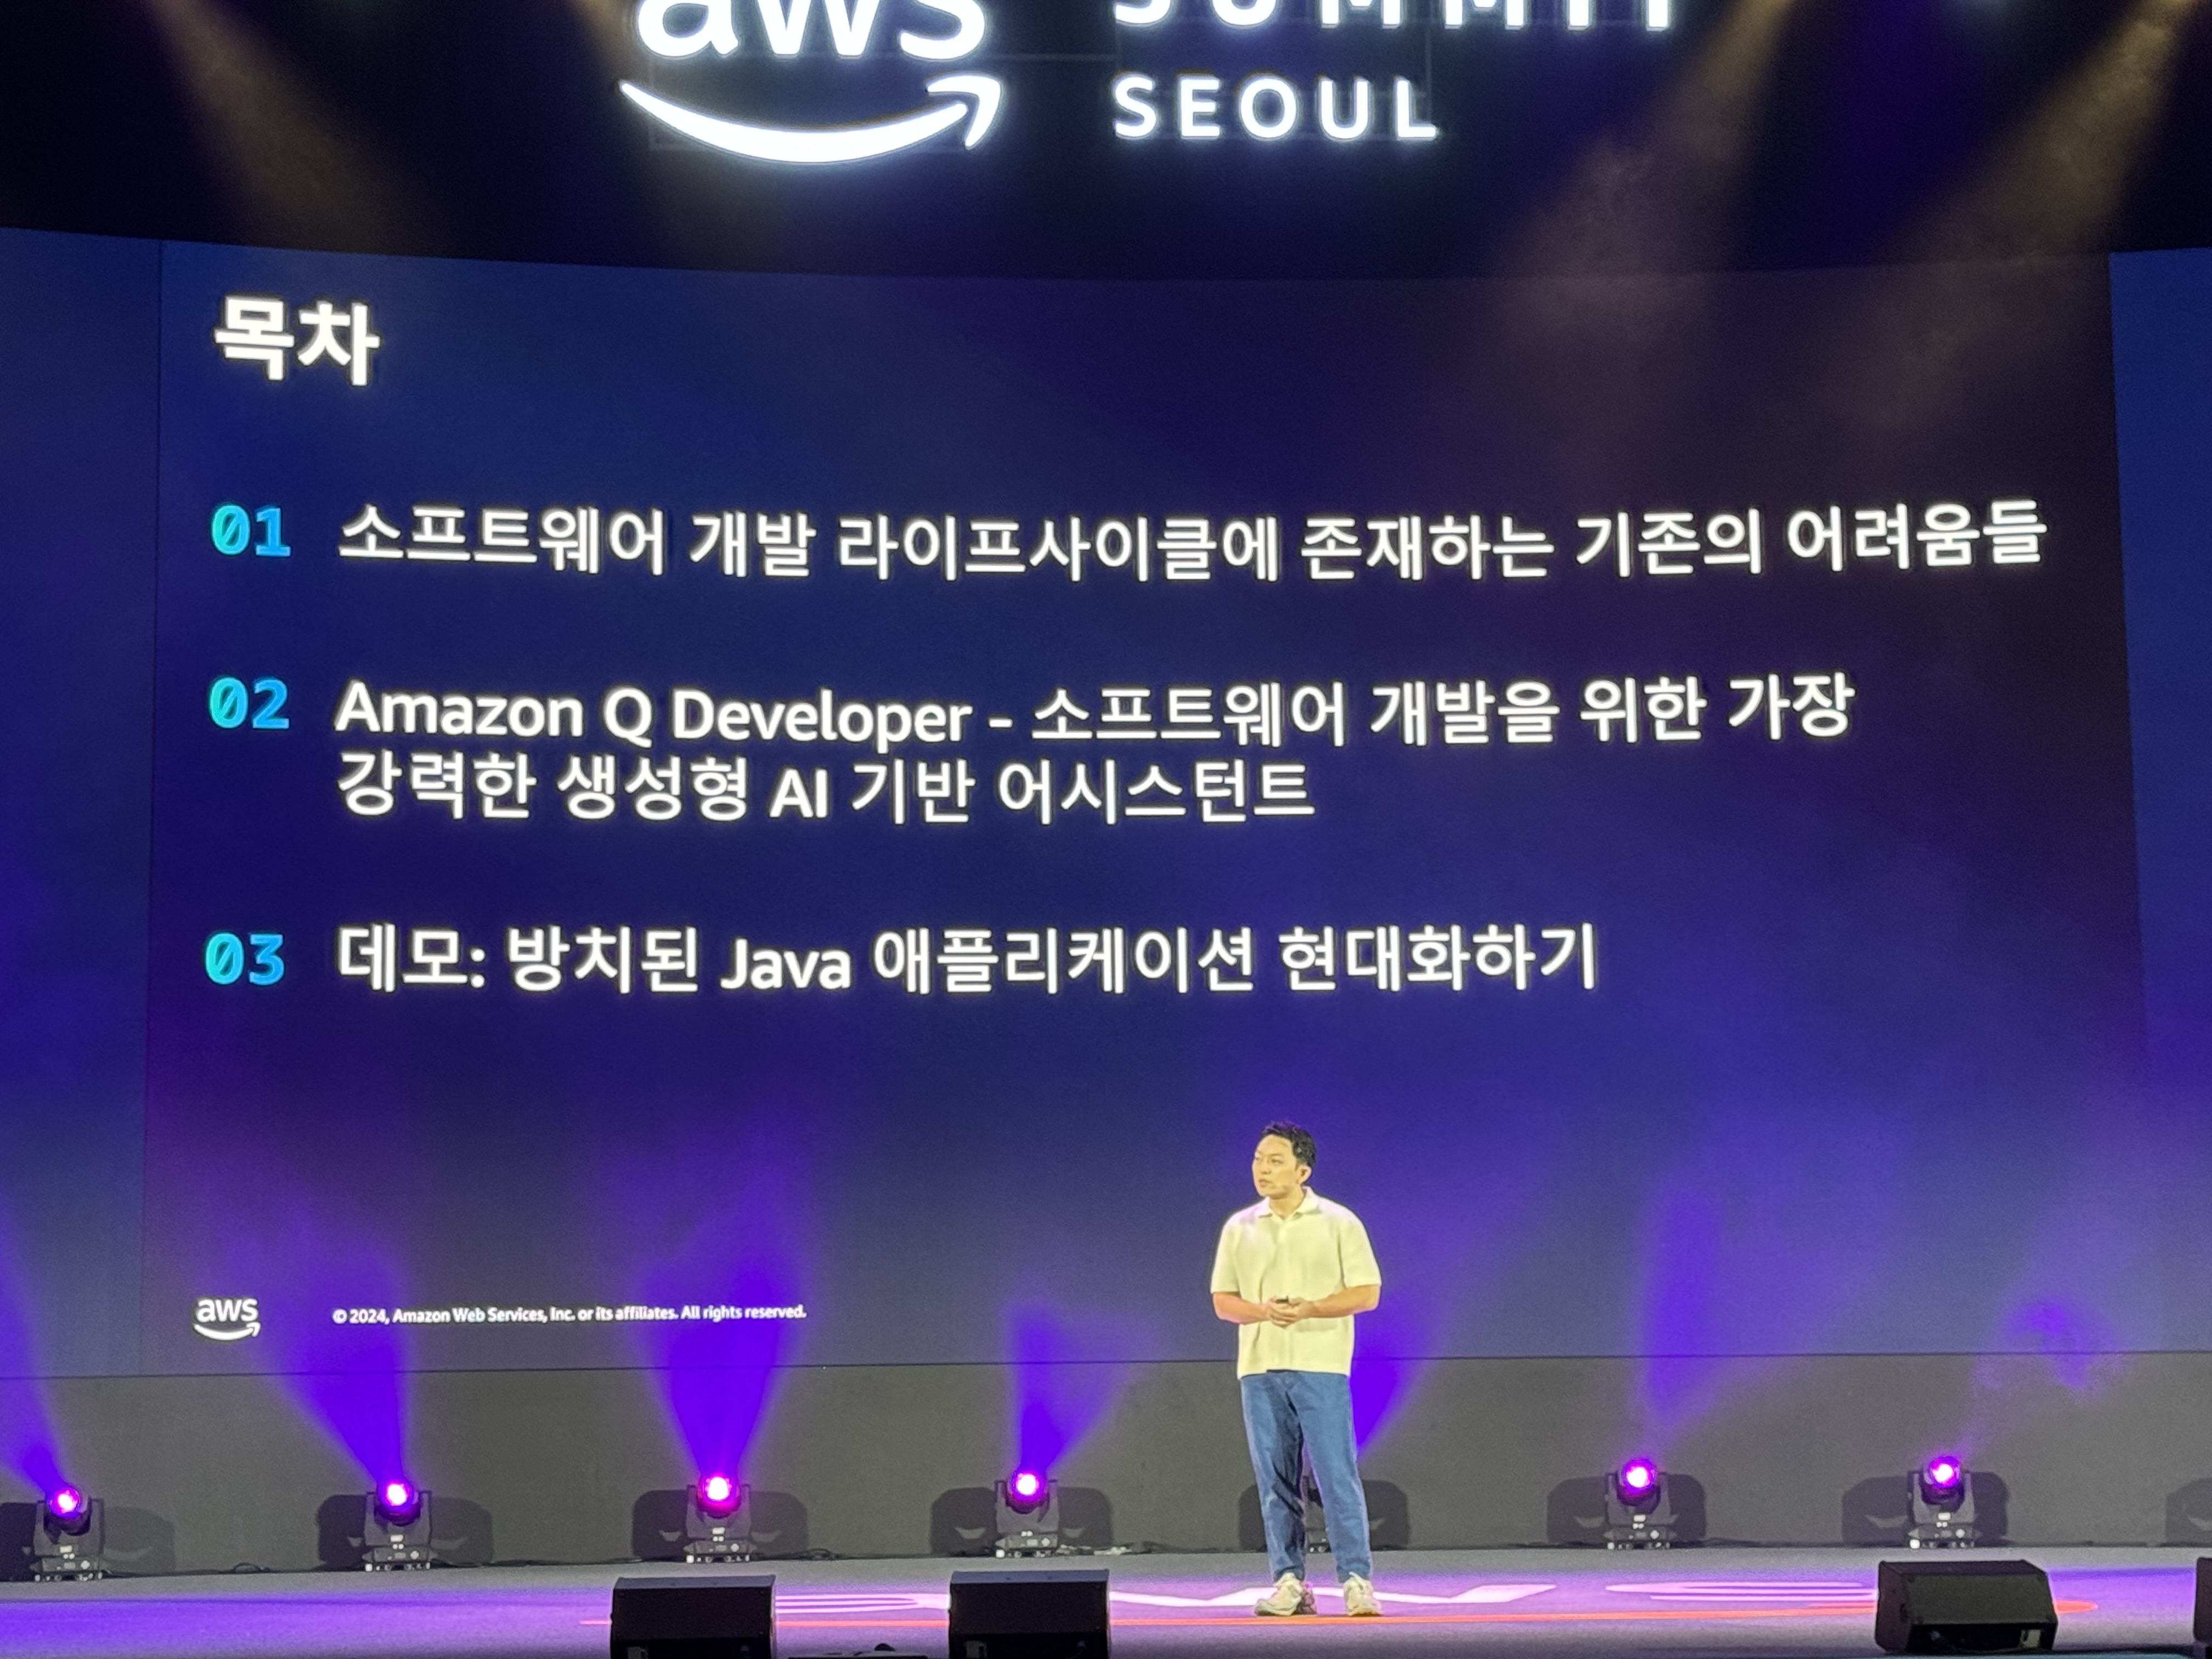 aws SUMMIT
SEOUL
목차
01 소프트웨어 개발 라이프사이클에 존재하는 기존의 어려움들
02 Amazon Q Developer – 소프트웨어 개발을 위한 가장
강력한 생성형 AI 기반 어시스턴트
03 데모: 방치된 Java 애플리케이션 현대화하기
aws © 2024, Amazon Web Services, Inc. or its affiliates. All rights reserved.